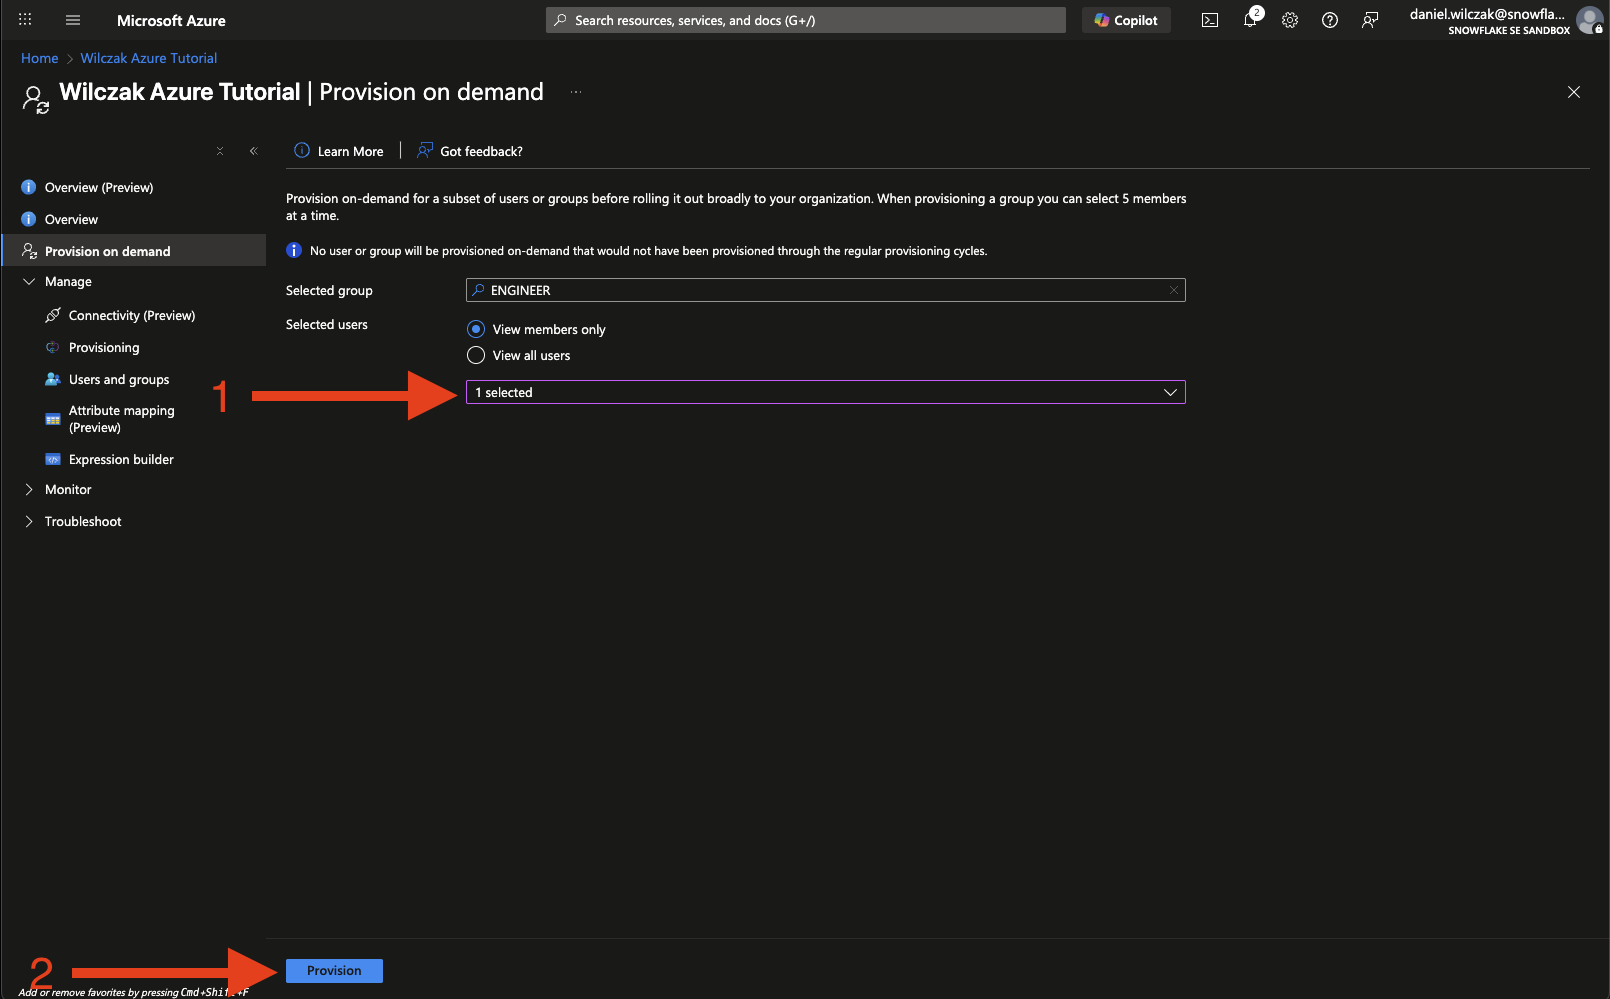 Microsoft Azure
Search resources, services, and docs (G+/)
Copilot
2
daniel.wilczak@snowfla...
SNOWFLAKE SE SANDBOX
Home > Wilczak Azure Tutorial
Wilczak Azure Tutorial | Provision on demand ...
Learn More
Got feedback?
Overview (Preview)
Overview
Provision on demand
Manage
Connectivity (Preview)
Provisioning
Users and groups
Attribute mapping
(Preview)
Expression builder
Monitor
Troubleshoot
Provision on-demand for a subset of users or groups before rolling it out broadly to your organization. When provisioning a group you can select 5 members
at a time.
No user or group will be provisioned on-demand that would not have been provisioned through the regular provisioning cycles.
Selected group
ENGINEER
Selected users
View members only
View all users
1
1 selected
2
Provision
Add or remove favorites by pressing Cmd+Shift+F